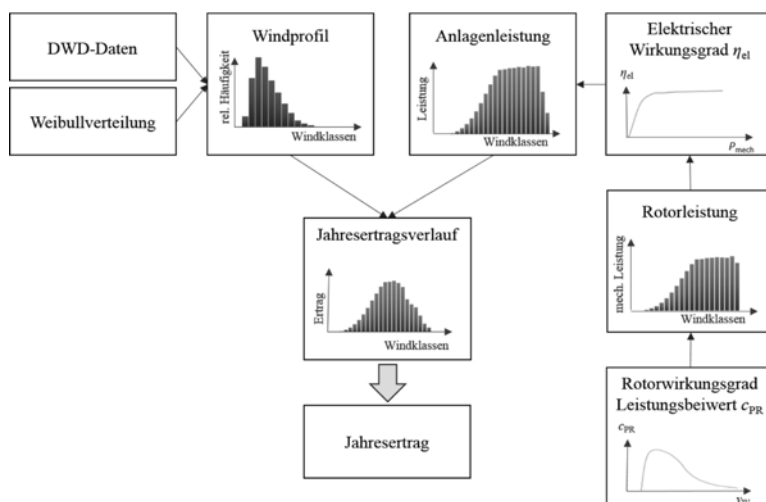 DWD-Daten
Weibullverteilung
Windprofil
rel. Häufigkeit
Windklassen
Anlagenleistung
Leistung
Windklassen
Elektrischer
Wirkungsgrad ηel
ηel
Pmech
Jahresertragsverlauf
Ertrag
Windklassen
Rotorleistung
mech. Leistung
Windklassen
Jahresertrag
Rotorwirkungsgrad
Leistungsbeiwert cPR
cPR